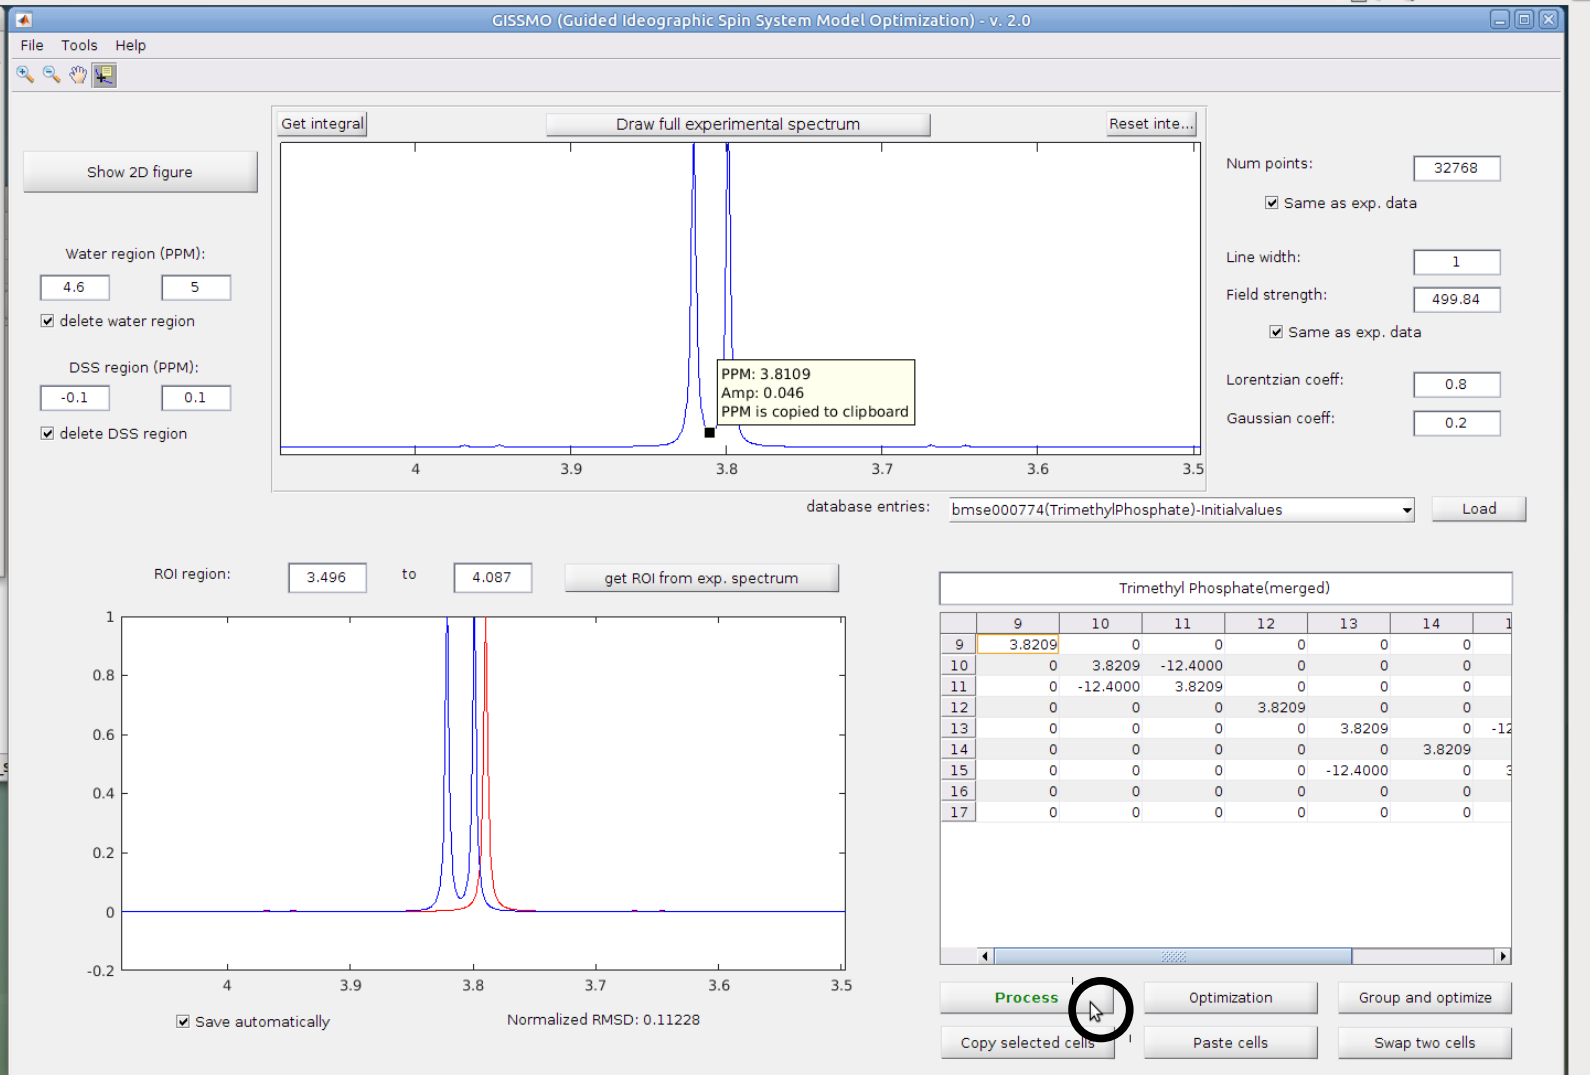 GISSMO (Guided Ideographic Spin System Model Optimization) - v. 2.0
File Tools Help
Get integral Draw full experimental spectrum Reset inte...
Show 2D figure
Num points: 32768
Same as exp. data
Water region (PPM):
4.6 5
delete water region
Line width: 1
Field strength: 499.84
Same as exp. data
DSS region (PPM):
-0.1 0.1
delete DSS region
PPM: 3.8109
Amp: 0.046
PPM is copied to clipboard
Lorentzian coeff: 0.8
Gaussian coeff: 0.2
4 3.9 3.8 3.7 3.6 3.5
database entries: bmse000774(TrimethylPhosphate)-Initialvalues Load
ROI region: 3.496 to 4.087 get ROI from exp. spectrum
Trimethyl Phosphate(merged)
9 10 11 12 13 14 1
9 3.8209 0 0 0 0 0
10 0 3.8209 -12.4000 0 0 0
11 0 -12.4000 3.8209 0 0 0
12 0 0 0 3.8209 0 0
13 0 0 0 0 3.8209 0 -12
14 0 0 0 0 0 3.8209
15 0 0 0 0 -12.4000 0 3
16 0 0 0 0 0 0
17 0 0 0 0 0 0
1
0.8
0.6
0.4
0.2
0
-0.2
4 3.9 3.8 3.7 3.6 3.5
Save automatically Normalized RMSD: 0.11228
Process Optimization Group and optimize
Copy selected cells Paste cells Swap two cells